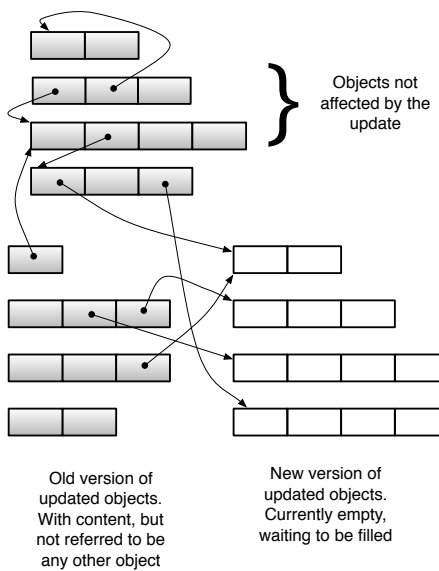 Objects not
affected by the
update
Old version of
updated objects.
With content, but
not referred to be
any other object
New version of
updated objects.
Currently empty,
waiting to be filled